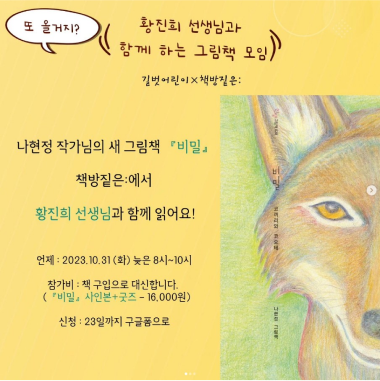 또 올거지?
황진희 선생님과
함께 하는 그림책 모임
길벗어린이×책방짙은:
나현정 작가님의 새 그림책 『비밀』
책방짙은:에서
황진희 선생님과 함께 읽어요!
언제 : 2023.10.31 (화) 늦은 8시~10시
참가비 : 책 구입으로 대신합니다.
(『비밀』사인본+굿즈 - 16,000원)
신청 : 23일까지 구글폼으로
비밀
나현정 그림책